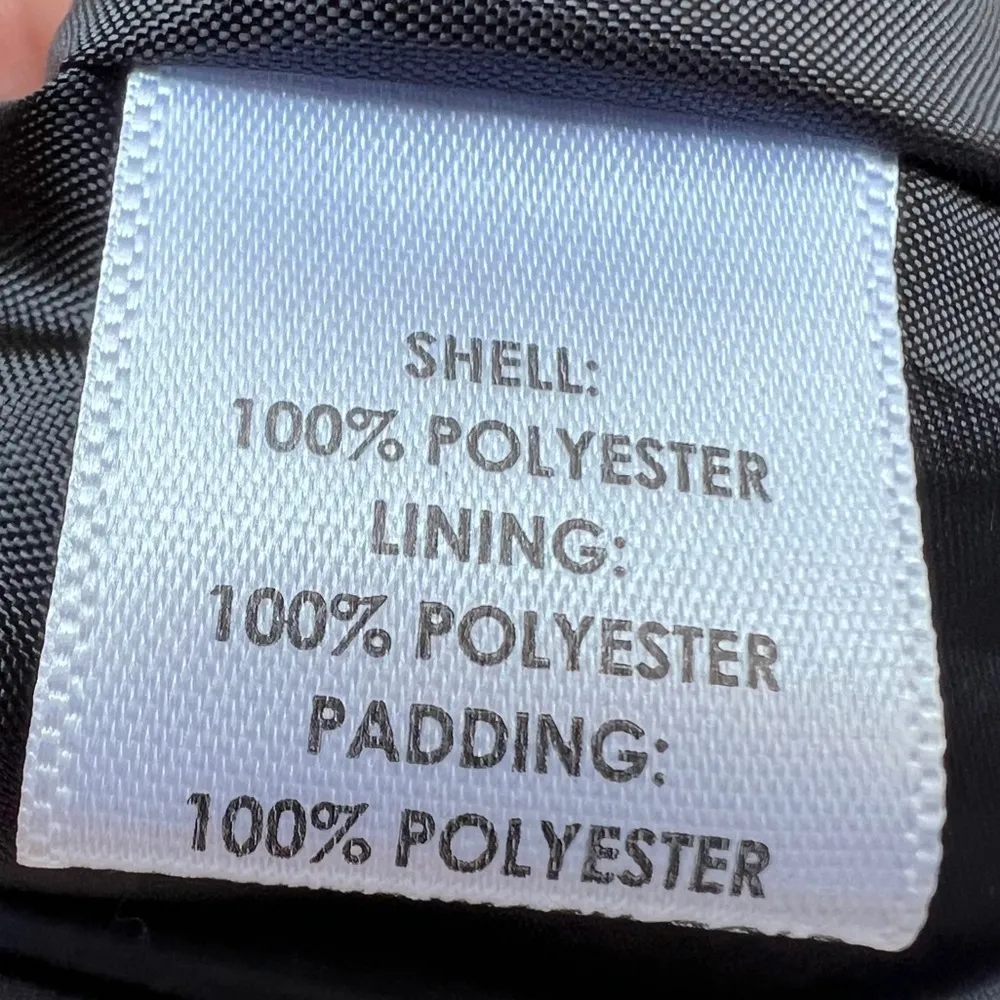 SHELL:
100% POLYESTER
LINING:
100% POLYESTER
PADDING:
100% POLYESTER